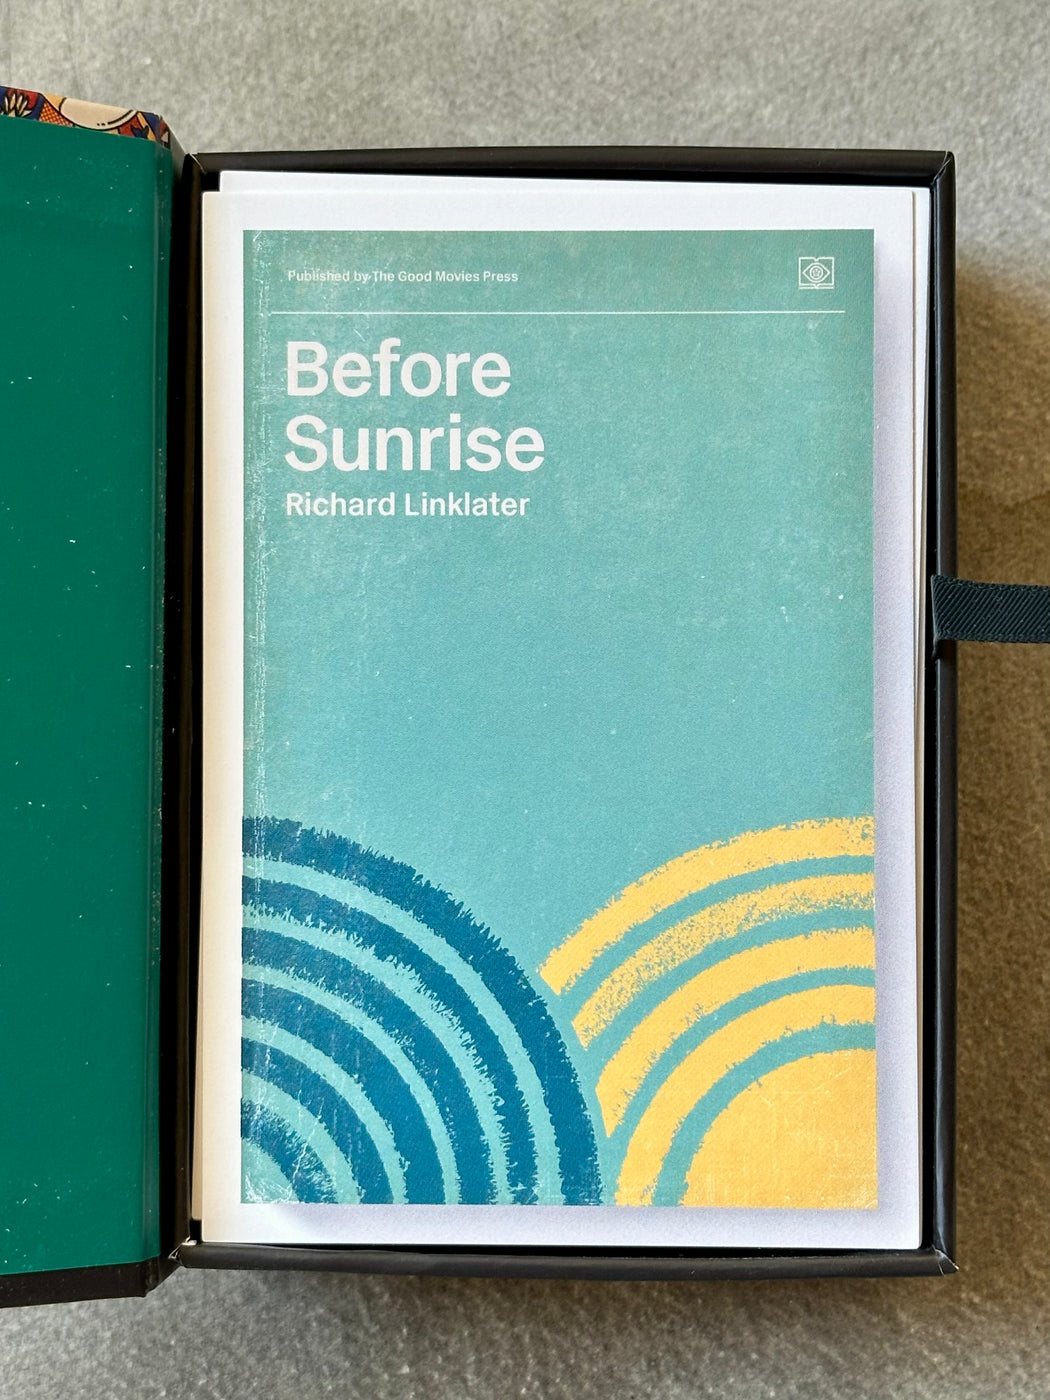 Published by The Good Movies Press
Before
Sunrise
Richard Linklater